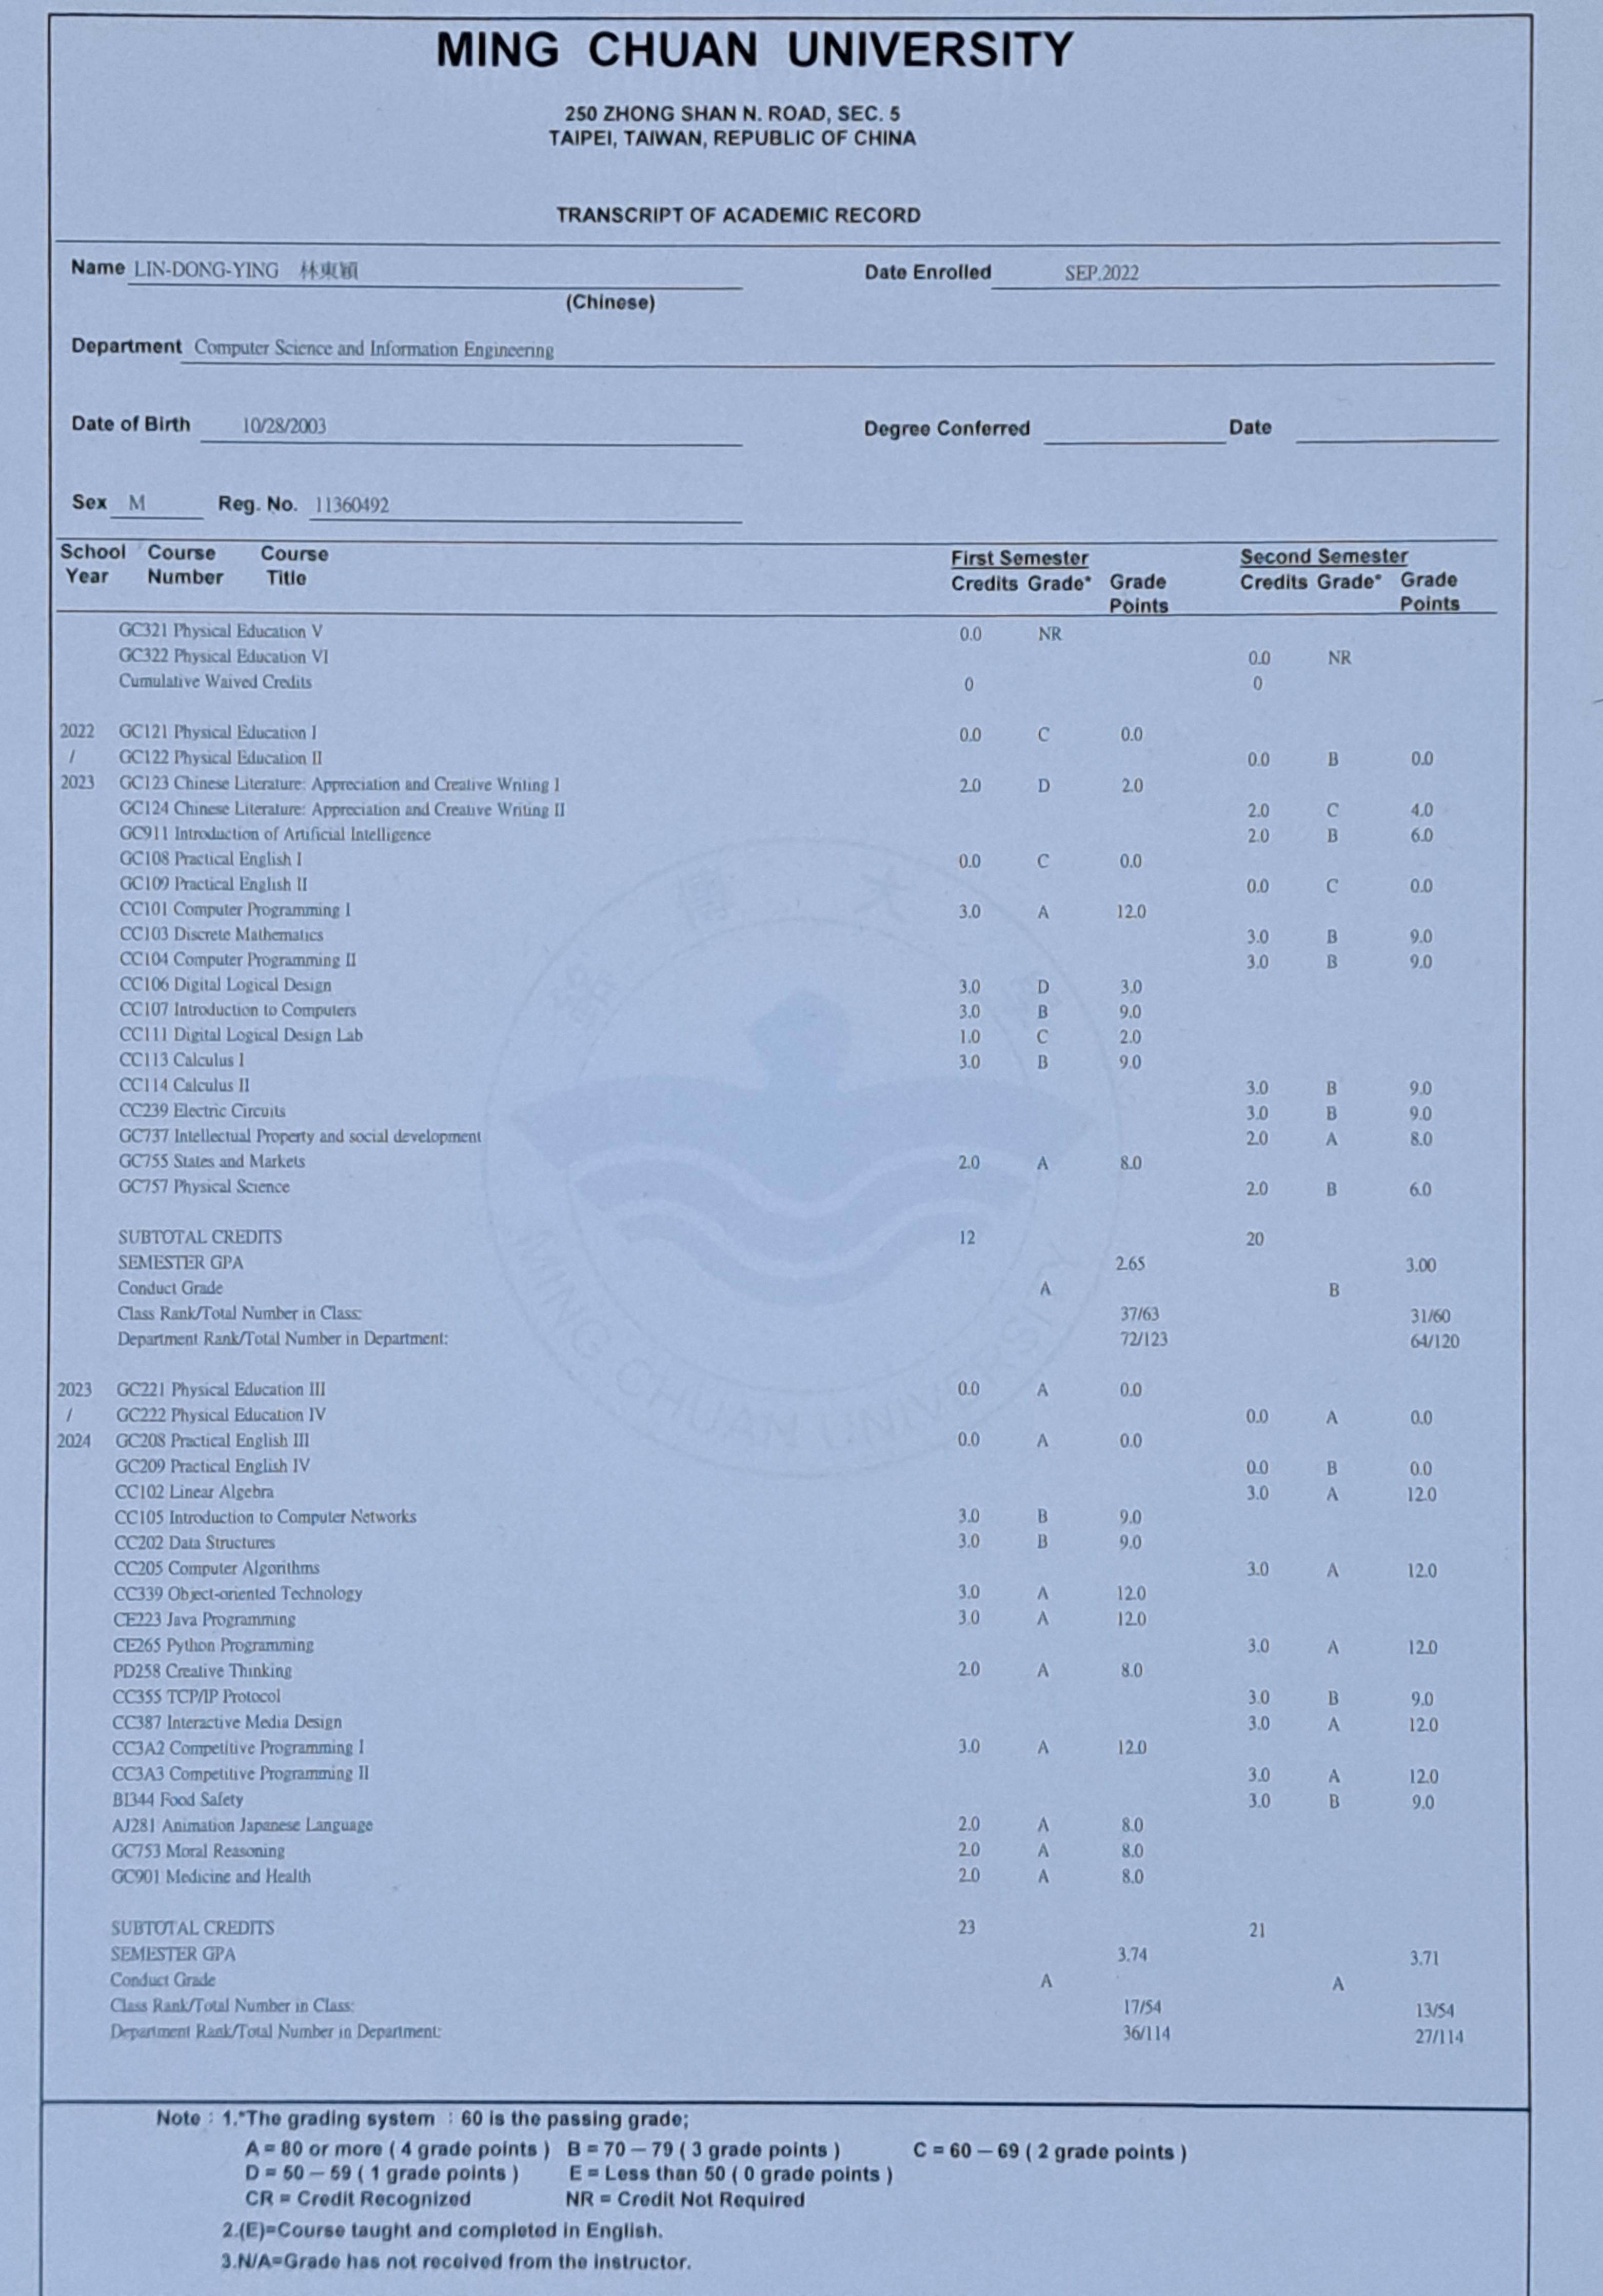 MING CHUAN UNIVERSITY
250 ZHONG SHAN N. ROAD, SEC. 5
TAIPEI, TAIWAN, REPUBLIC OF CHINA
TRANSCRIPT OF ACADEMIC RECORD
Name LIN-DONG-YING 林東穎 Date Enrolled SEP.2022
(Chinese)
Department Computer Science and Information Engineering
Date of Birth 10/28/2003 Degree Conferred Date
Sex M Reg. No. 11360492
School Course Course First Semester Second Semester
Year Number Title Credits Grade* Grade Credits Grade* Grade
Points Points
GC321 Physical Education V 0.0 NR
GC322 Physical Education VI 0.0 NR
Cumulative Waived Credits 0 0
2022 GC121 Physical Education I 0.0 C 0.0
/ GC122 Physical Education II 0.0 B 0.0
2023 GC123 Chinese Literature: Appreciation and Creative Writing I 2.0 D 2.0
GC124 Chinese Literature: Appreciation and Creative Writing II 2.0 C 4.0
GC911 Introduction of Artificial Intelligence 2.0 B 6.0
GC108 Practical English I 0.0 C 0.0
GC109 Practical English II 0.0 C 0.0
CC101 Computer Programming I 3.0 A 12.0
CC103 Discrete Mathematics 3.0 B 9.0
CC104 Computer Programming II 3.0 B 9.0
CC106 Digital Logical Design 3.0 D 3.0
CC107 Introduction to Computers 3.0 B 9.0
CC111 Digital Logical Design Lab 1.0 C 2.0
CC113 Calculus I 3.0 B 9.0
CC114 Calculus II 3.0 B 9.0
CC239 Electric Circuits 3.0 B 9.0
GC737 Intellectual Property and social development 2.0 A 8.0
GC755 States and Markets 2.0 A 8.0
GC757 Physical Science 2.0 B 6.0
SUBTOTAL CREDITS 12 20
SEMESTER GPA 2.65 3.00
Conduct Grade A B
Class Rank/Total Number in Class: 37/63 31/60
Department Rank/Total Number in Department: 72/123 64/120
2023 GC221 Physical Education III 0.0 A 0.0
/ GC222 Physical Education IV 0.0 A 0.0
2024 GC208 Practical English III 0.0 A 0.0
GC209 Practical English IV 0.0 B 0.0
CC102 Linear Algebra 3.0 A 12.0
CC105 Introduction to Computer Networks 3.0 B 9.0
CC202 Data Structures 3.0 B 9.0
CC205 Computer Algorithms 3.0 A 12.0
CC339 Object-oriented Technology 3.0 A 12.0
CE223 Java Programming 3.0 A 12.0
CE265 Python Programming 3.0 A 12.0
PD258 Creative Thinking 2.0 A 8.0
CC355 TCP/IP Protocol 3.0 B 9.0
CC387 Interactive Media Design 3.0 A 12.0
CC3A2 Competitive Programming I 3.0 A 12.0
CC3A3 Competitive Programming II 3.0 A 12.0
BI344 Food Safety 3.0 B 9.0
AJ281 Animation Japanese Language 2.0 A 8.0
GC753 Moral Reasoning 2.0 A 8.0
GC901 Medicine and Health 2.0 A 8.0
SUBTOTAL CREDITS 23 21
SEMESTER GPA 3.74 3.71
Conduct Grade A A
Class Rank/Total Number in Class: 17/54 13/54
Department Rank/Total Number in Department: 36/114 27/114
Note : 1.*The grading system : 60 is the passing grade;
A = 80 or more ( 4 grade points ) B = 70 – 79 ( 3 grade points ) C = 60 – 69 ( 2 grade points )
D = 50 – 59 ( 1 grade points ) E = Less than 50 ( 0 grade points )
CR = Credit Recognized NR = Credit Not Required
2.(E)=Course taught and completed in English.
3.N/A=Grade has not received from the instructor.
MING CHUAN UNIVERSITY